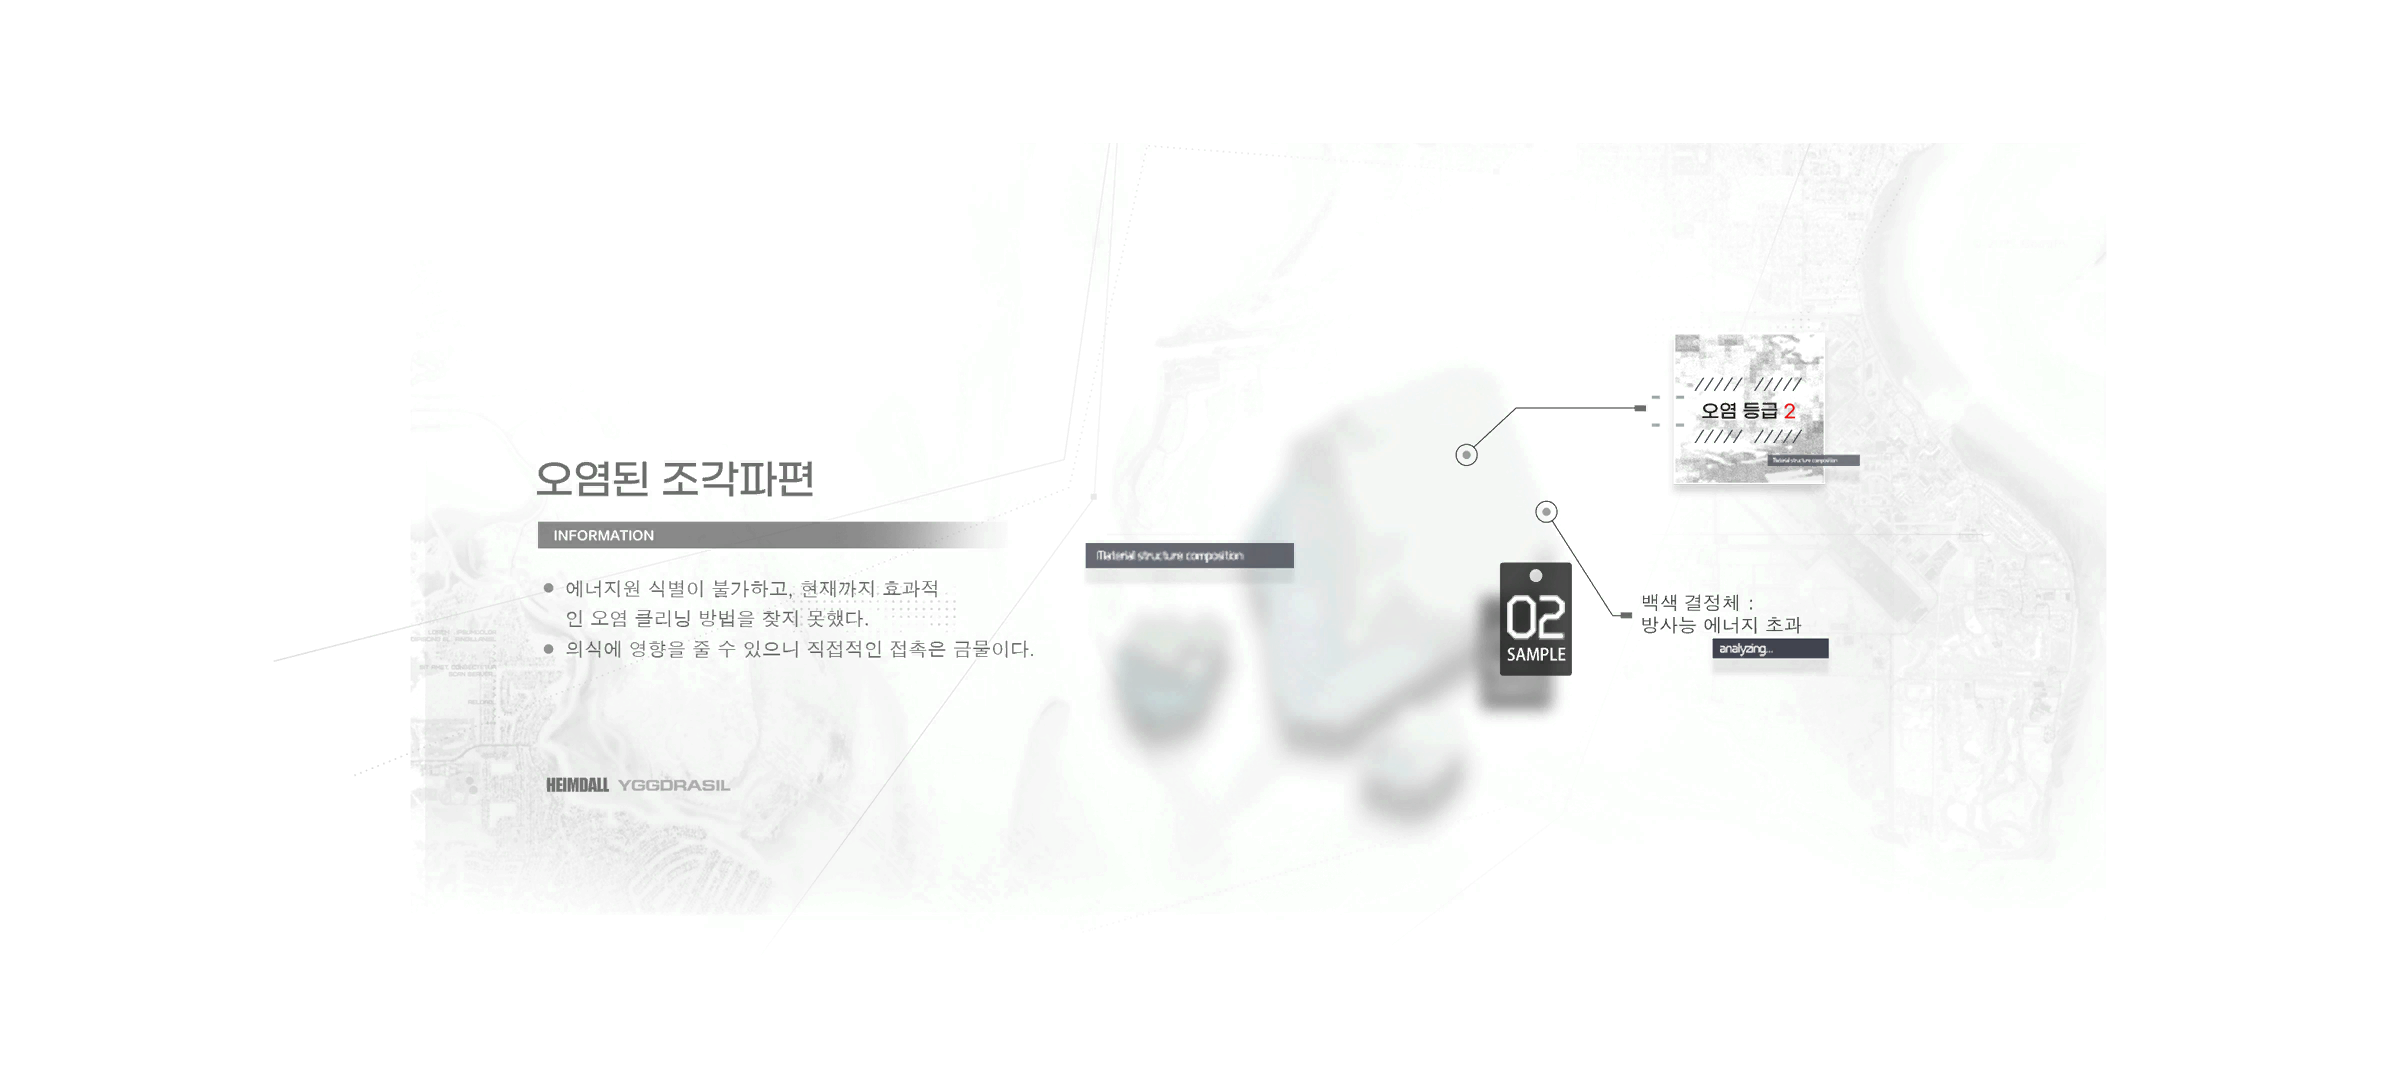 오염된 조각파편
INFORMATION
에너지원 식별이 불가하고, 현재까지 효과적
인 오염 클리닝 방법을 찾지 못했다.
의식에 영향을 줄 수 있으니 직접적인 접촉은 금물이다.
HEIMDALL YGGDRASIL
Material structure composition
오염 등급 2
Material structure composition
02
SAMPLE
백색 결정체 :
방사능 에너지 초과
analyzing...